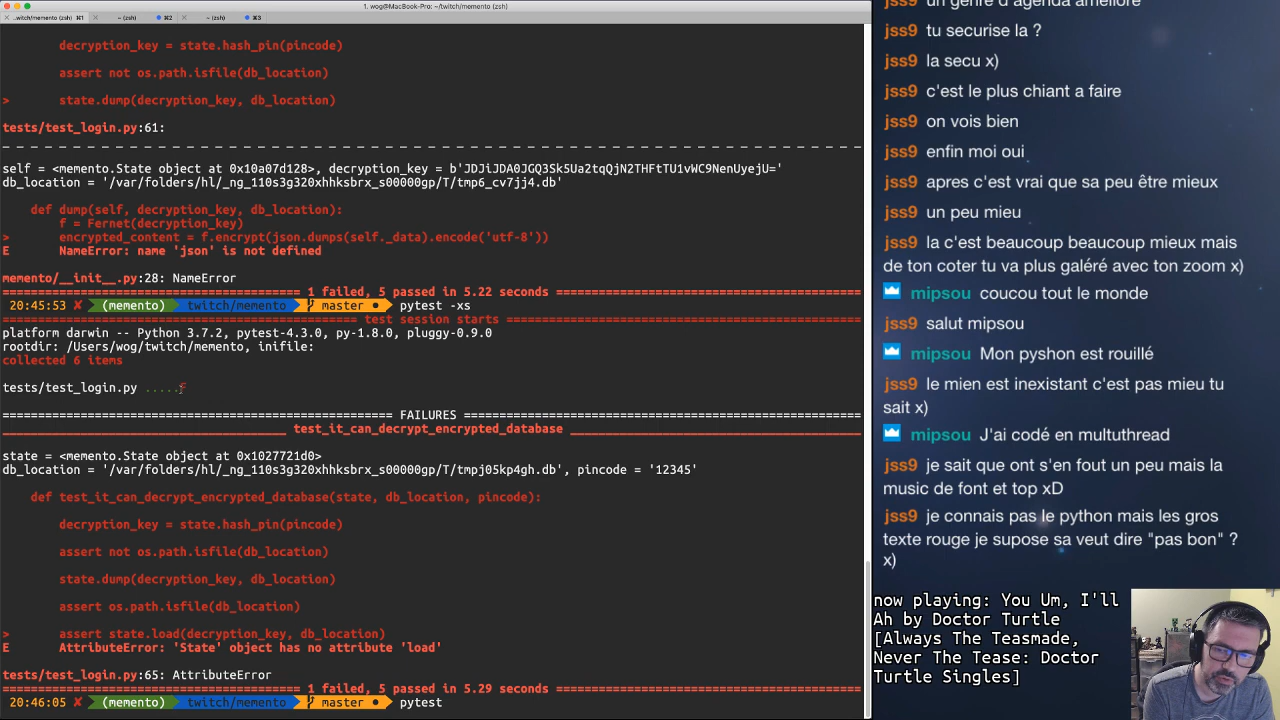 1. wog@MacBook-Pro: ~/twitch/memento (zsh)
..witch/memento (zsh) ⌘1 ~ (zsh) ⌘2 ~ (zsh) ⌘3
decryption_key = state.hash_pin(pincode)
assert not os.path.isfile(db_location)
> state.dump(decryption_key, db_location)
tests/test_login.py:61:
_ _ _ _ _ _ _ _ _ _ _ _ _ _ _ _ _ _ _ _ _ _ _ _ _ _ _ _ _ _ _ _ _ _ _ _ _ _ _ _ _ _ _ _ _ _ _ _ _ _ _ _ _ _ _ _ _ _ _ _ _ _
self = <memento.State object at 0x10a07d128>, decryption_key = b'JDJiJDA0JGQ3Sk5Ua2tqQjN2THFtTU1vWC9NenUyejU='
db_location = '/var/folders/hl/_ng_110s3g320xhhksbrx_s00000gp/T/tmp6_cv7jj4.db'
def dump(self, decryption_key, db_location):
f = Fernet(decryption_key)
> encrypted_content = f.encrypt(json.dumps(self._data).encode('utf-8'))
E NameError: name 'json' is not defined
memento/__init__.py:28: NameError
=========================================== 1 failed, 5 passed in 5.22 seconds ===================================================
20:45:53 ✘ (memento) twitch/memento master ● pytest -xs
=================================================== test session starts ===================================================
platform darwin -- Python 3.7.2, pytest-4.3.0, py-1.8.0, pluggy-0.9.0
rootdir: /Users/wog/twitch/memento, inifile:
collected 6 items
tests/test_login.py .....F
========================================================= FAILURES =========================================================
_________________________________________ test_it_can_decrypt_encrypted_database __________________________________________
state = <memento.State object at 0x1027721d0>
db_location = '/var/folders/hl/_ng_110s3g320xhhksbrx_s00000gp/T/tmpj05kp4gh.db', pincode = '12345'
def test_it_can_decrypt_encrypted_database(state, db_location, pincode):
decryption_key = state.hash_pin(pincode)
assert not os.path.isfile(db_location)
state.dump(decryption_key, db_location)
assert os.path.isfile(db_location)
> assert state.load(decryption_key, db_location)
E AttributeError: 'State' object has no attribute 'load'
tests/test_login.py:65: AttributeError
=========================================== 1 failed, 5 passed in 5.29 seconds ===================================================
20:46:05 ✘ (memento) twitch/memento master ● pytest
jss9 un genre d'agenda amélioré
jss9 tu securise la ?
jss9 la secu x)
jss9 c'est le plus chiant a faire
jss9 on vois bien
jss9 enfin moi oui
jss9 apres c'est vrai que sa peu être mieux
jss9 un peu mieu
jss9 la c'est beaucoup beaucoup mieux mais
de ton coter tu va plus galéré avec ton zoom x)
mipsou coucou tout le monde
jss9 salut mipsou
mipsou Mon pyshon est rouillé
jss9 le mien est inexistant c'est pas mieu tu
sait x)
mipsou J'ai codé en multuthread
jss9 je sait que ont s'en fout un peu mais la
music de font et top xD
jss9 je connais pas le python mais les gros
texte rouge je supose sa veut dire "pas bon" ?
x)
now playing: You Um, I'll
Ah by Doctor Turtle
[Always The Teasmade,
Never The Tease: Doctor
Turtle Singles]